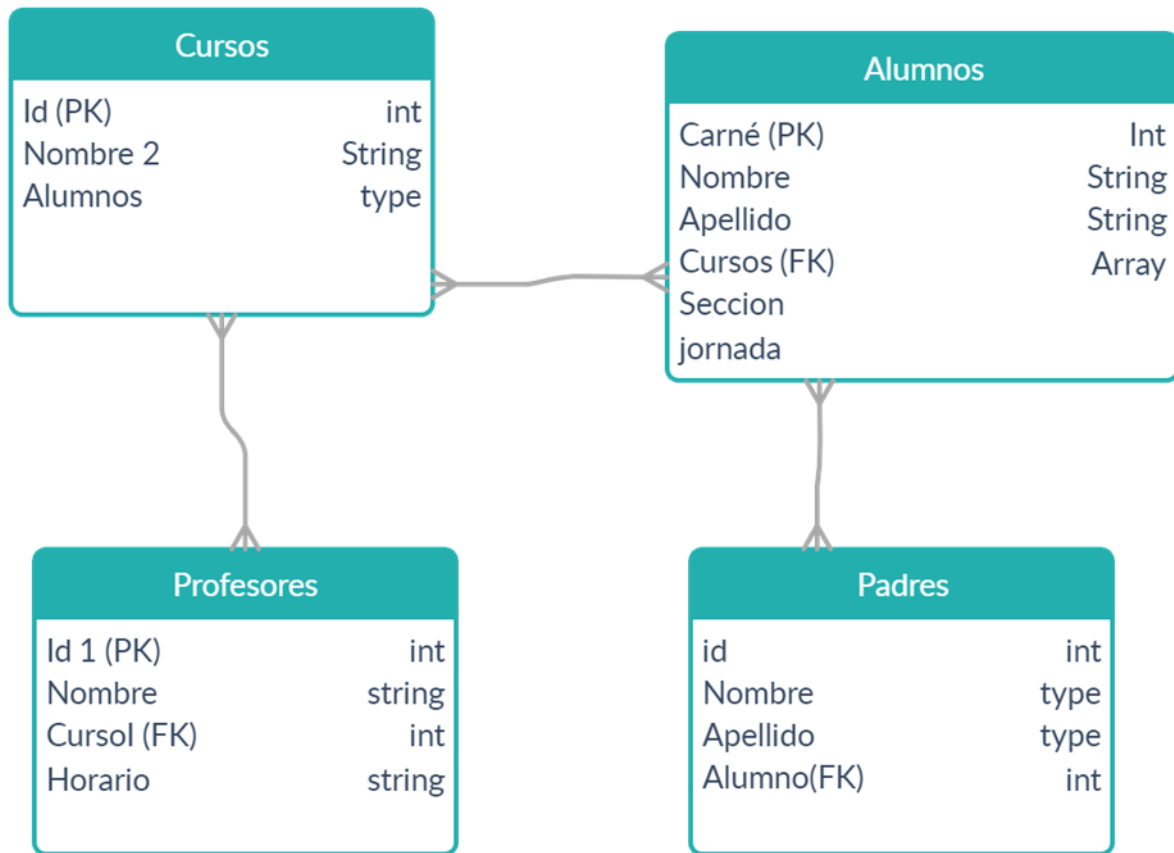 Cursos
Id (PK) int
Nombre 2 String
Alumnos type
Alumnos
Carné (PK) Int
Nombre String
Apellido String
Cursos (FK) Array
Seccion
jornada
Profesores
Id 1 (PK) int
Nombre string
Cursol (FK) int
Horario string
Padres
id int
Nombre type
Apellido type
Alumno(FK) int